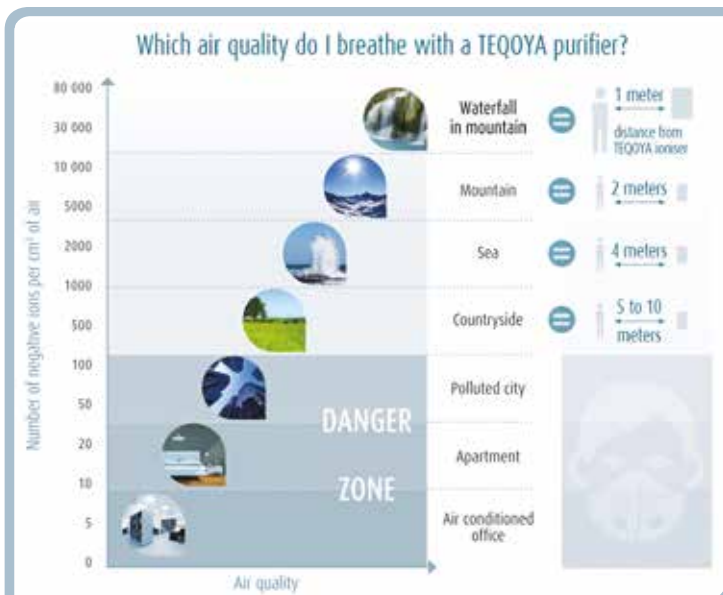 Which air quality do I breathe with a TEQOYA purifier?
Number of negative ions per cm³ of air
80 000
30 000
10 000
5000
2000
1000
500
100
50
20
10
5
0
Air quality
DANGER
ZONE
Waterfall
in mountain
1 meter
distance from
TEQOYA ioniser
Mountain
2 meters
Sea
4 meters
Countryside
5 to 10
meters
Polluted city
Apartment
Air conditioned
office